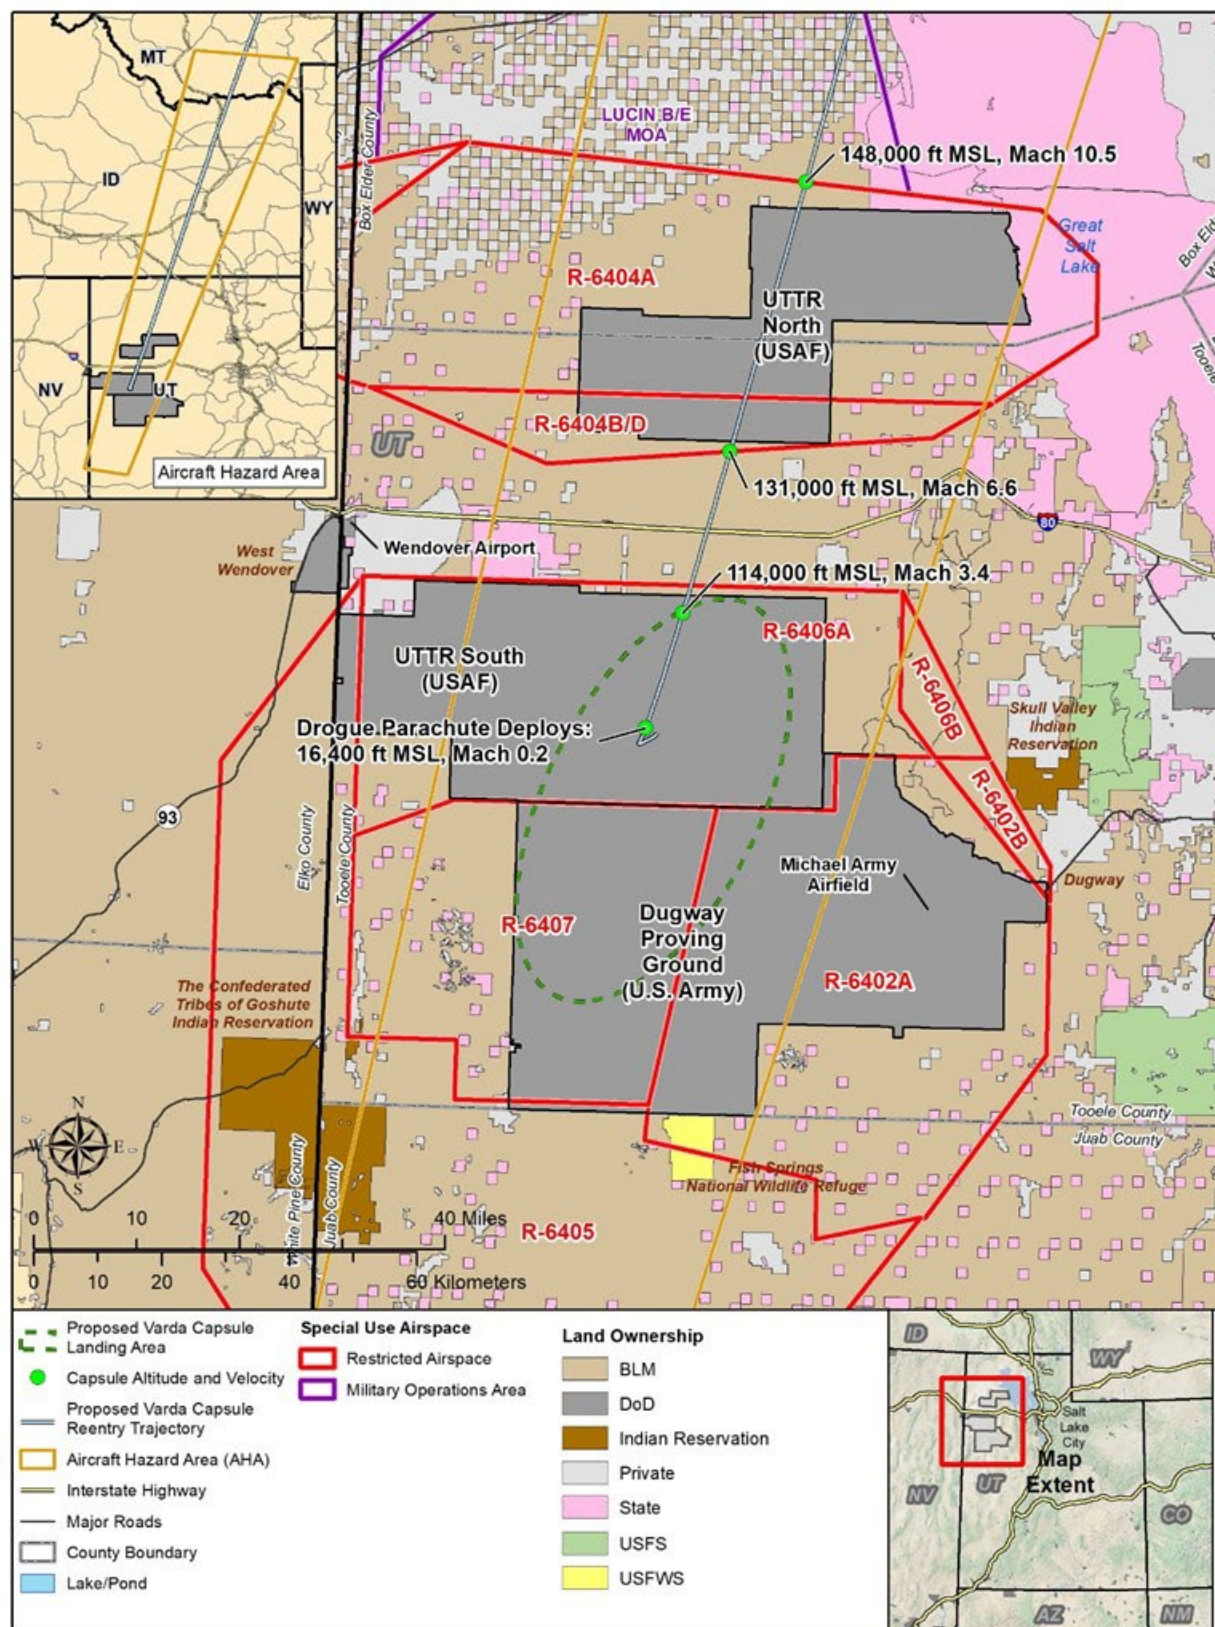 MT
ID
WY
NV
UT
Aircraft Hazard Area
Box Elder County
LUCIN B/E
MOA
148,000 ft MSL, Mach 10.5
Great
Salt
Lake
R-6404A
UTTR
North
(USAF)
R-6404B/D
UT
131,000 ft MSL, Mach 6.6
80
West
Wendover
Wendover Airport
114,000 ft MSL, Mach 3.4
R-6406A
UTTR South
(USAF)
R-6406B
Skull Valley
Indian
Reservation
Drogue Parachute Deploys:
16,400 ft MSL, Mach 0.2
R-6402B
93
Elko County
Tooele County
Michael Army
Airfield
Dugway
R-6407
Dugway
Proving
Ground
(U.S. Army)
R-6402A
The Confederated
Tribes of Goshute
Indian Reservation
N
W
E
S
Tooele County
Juab County
White Pine County
Juab County
Fish Springs
National Wildlife Refuge
R-6405
0 10 20 40 Miles
0 10 20 40 60 Kilometers
Proposed Varda Capsule
Landing Area
Capsule Altitude and Velocity
Proposed Varda Capsule
Reentry Trajectory
Aircraft Hazard Area (AHA)
Interstate Highway
Major Roads
County Boundary
Lake/Pond
Special Use Airspace
Restricted Airspace
Military Operations Area
Land Ownership
BLM
DoD
Indian Reservation
Private
State
USFS
USFWS
ID
WY
Salt
Lake
City
Map
Extent
NV
UT
CO
AZ
NM